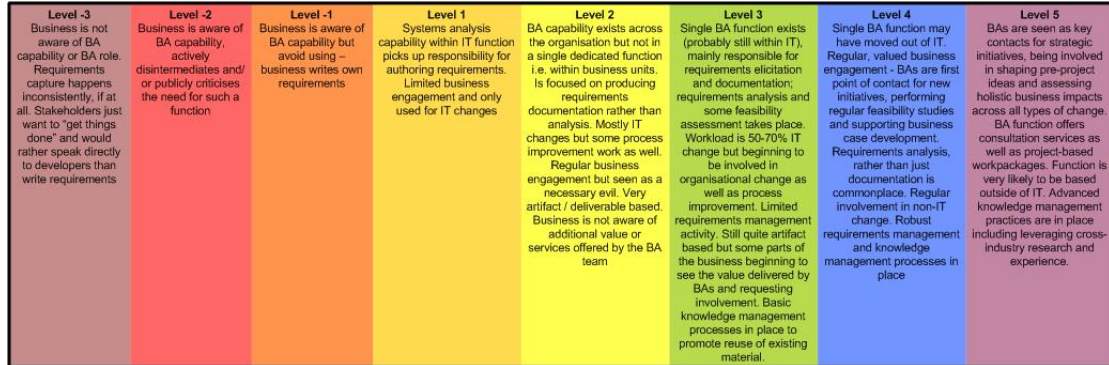 Level -3
Business is not
aware of BA
capability or BA role.
Requirements
capture happens
inconsistently, if at
all. Stakeholders just
want to "get things
done" and would
rather speak directly
to developers than
write requirements
Level -2
Business is aware of
BA capability,
actively
disintermediates and/
or publicly criticises
the need for such a
function
Level -1
Business is aware of
BA capability but
avoid using –
business writes own
requirements
Level 1
Systems analysis
capability within IT function
picks up responsibility for
authoring requirements.
Limited business
engagement and only
used for IT changes
Level 2
BA capability exists across
the organisation but not in
a single dedicated function
i.e. within business units.
Is focused on producing
requirements
documentation rather than
analysis. Mostly IT
changes but some process
improvement work as well.
Regular business
engagement but seen as a
necessary evil. Very
artifact / deliverable based.
Business is not aware of
additional value or
services offered by the BA
team
Level 3
Single BA function exists
(probably still within IT),
mainly responsible for
requirements elicitation
and documentation;
requirements analysis and
some feasibility
assessment takes place.
Workload is 50-70% IT
change but beginning to
be involved in
organisational change as
well as process
improvement. Limited
requirements management
activity. Still quite artifact
based but some parts of
the business beginning to
see the value delivered by
BAs and requesting
involvement. Basic
knowledge management
processes in place to
promote reuse of existing
material.
Level 4
Single BA function may
have moved out of IT.
Regular, valued business
engagement - BAs are first
point of contact for new
initiatives, performing
regular feasibility studies
and supporting business
case development.
Requirements analysis,
rather than just
documentation is
commonplace. Regular
involvement in non-IT
change. Robust
requirements management
and knowledge
management processes in
place
Level 5
BAs are seen as key
contacts for strategic
initiatives, being involved
in shaping pre-project
ideas and assessing
holistic business impacts
across all types of change.
BA function offers
consultation services as
well as project-based
workpackages. Function is
very likely to be based
outside of IT. Advanced
knowledge management
practices are in place
including leveraging cross-
industry research and
experience.